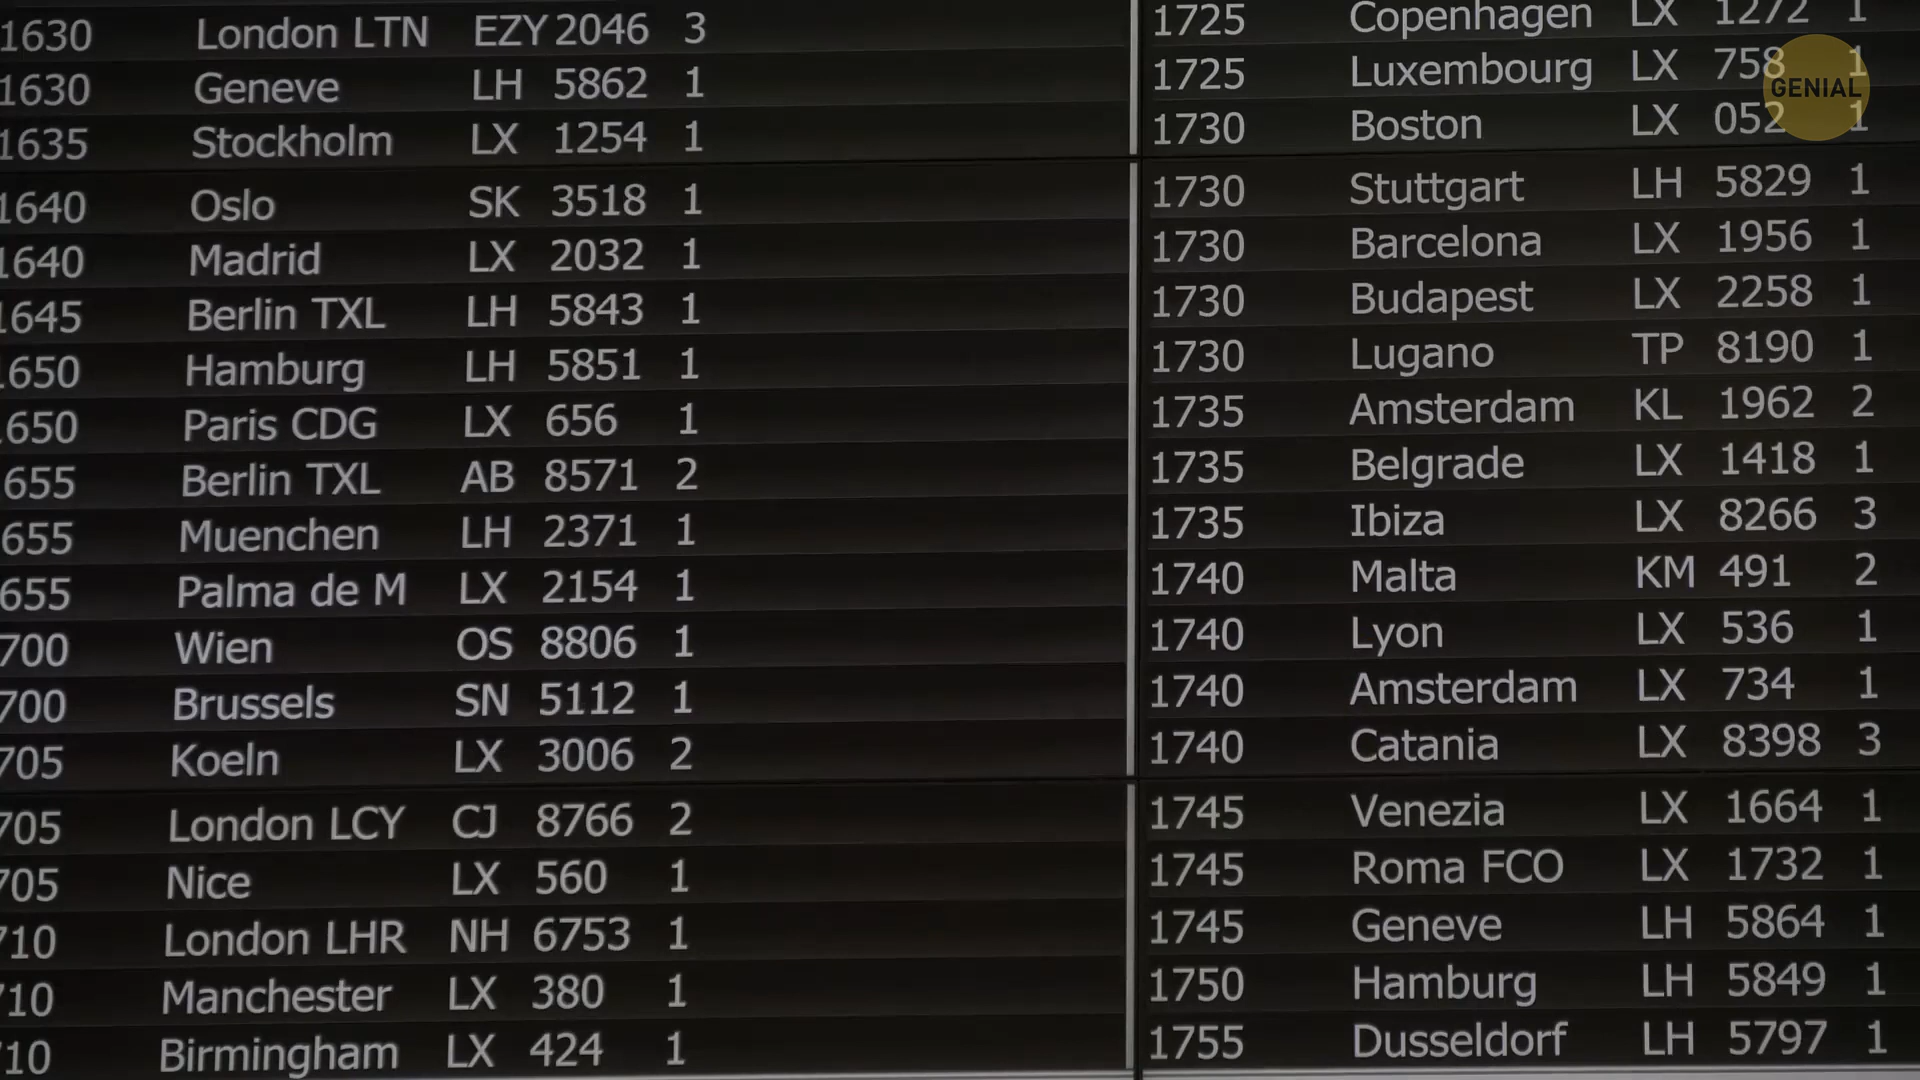 1630 London LTN EZY 2046 3
1630 Geneve LH 5862 1
1635 Stockholm LX 1254 1
1640 Oslo SK 3518 1
1640 Madrid LX 2032 1
1645 Berlin TXL LH 5843 1
1650 Hamburg LH 5851 1
650 Paris CDG LX 656 1
655 Berlin TXL AB 8571 2
655 Muenchen LH 2371 1
655 Palma de M LX 2154 1
700 Wien OS 8806 1
700 Brussels SN 5112 1
705 Koeln LX 3006 2
705 London LCY CJ 8766 2
705 Nice LX 560 1
710 London LHR NH 6753 1
710 Manchester LX 380 1
710 Birmingham LX 424 1
1725 Copenhagen LX 1272 1
1725 Luxembourg LX 758 1
GENIAL
1730 Boston LX 052 1
1730 Stuttgart LH 5829 1
1730 Barcelona LX 1956 1
1730 Budapest LX 2258 1
1730 Lugano TP 8190 1
1735 Amsterdam KL 1962 2
1735 Belgrade LX 1418 1
1735 Ibiza LX 8266 3
1740 Malta KM 491 2
1740 Lyon LX 536 1
1740 Amsterdam LX 734 1
1740 Catania LX 8398 3
1745 Venezia LX 1664 1
1745 Roma FCO LX 1732 1
1745 Geneve LH 5864 1
1750 Hamburg LH 5849 1
1755 Dusseldorf LH 5797 1